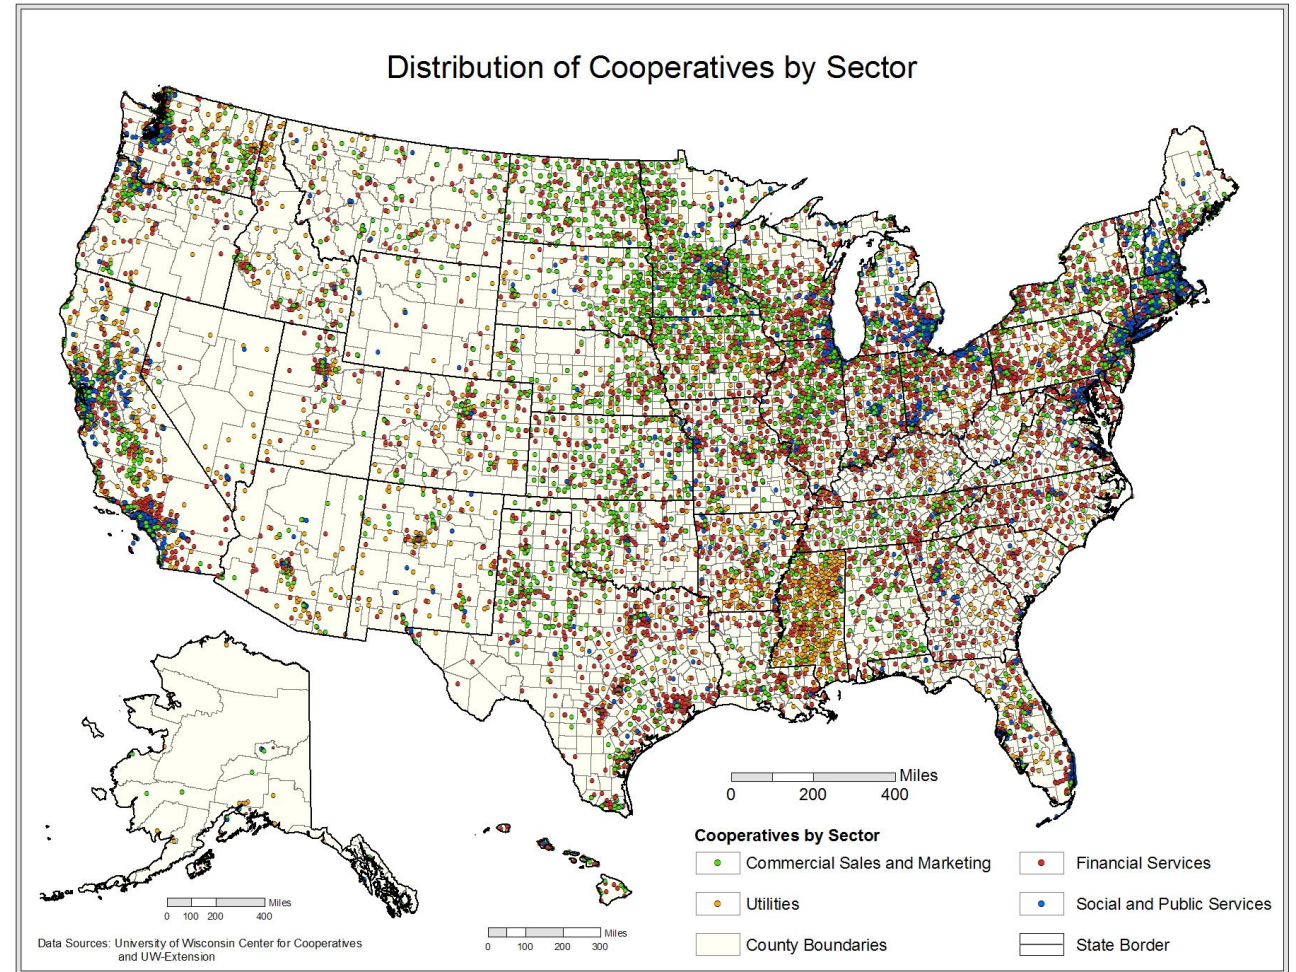 Distribution of Cooperatives by Sector
Miles
0 200 400
Cooperatives by Sector
Commercial Sales and Marketing
Financial Services
Utilities
Social and Public Services
County Boundaries
State Border
Miles
0 100 200 400
Miles
0 100 200 300
Data Sources: University of Wisconsin Center for Cooperatives
and UW-Extension